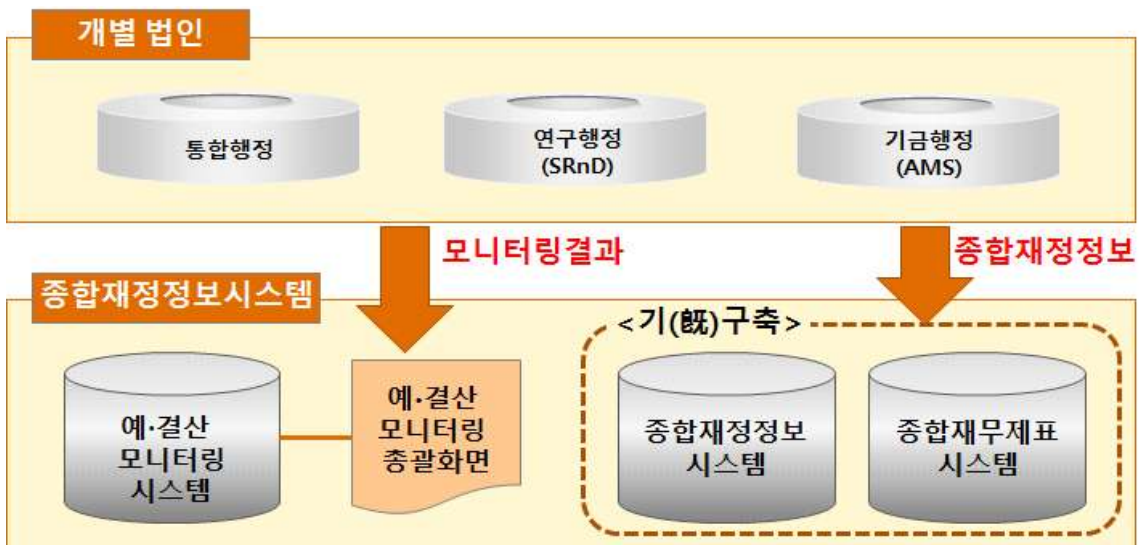 개별 법인
통합행정
연구행정
(SRnD)
기금행정
(AMS)
모니터링결과
종합재정정보
종합재정정보시스템
<기(旣)구축>
예·결산
모니터링
시스템
예·결산
모니터링
총괄화면
종합재정정보
시스템
종합재무제표
시스템